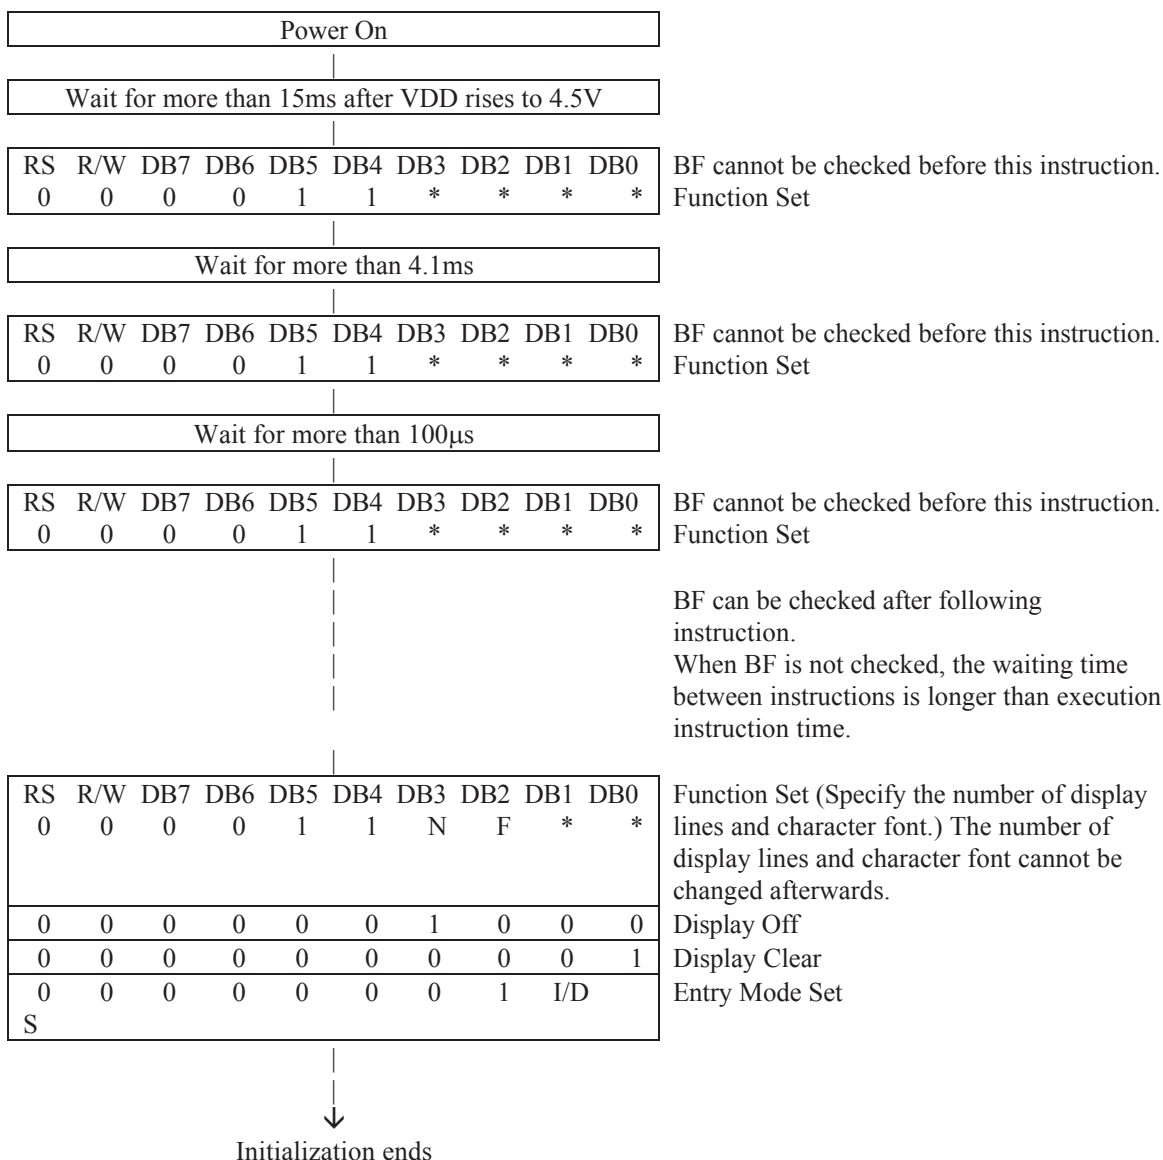 Power On
Wait for more than 15ms after VDD rises to 4.5V
RS R/W DB7 DB6 DB5 DB4 DB3 DB2 DB1 DB0 BF cannot be checked before this instruction.
0 0 0 0 1 1 * * * * Function Set
Wait for more than 4.1ms
RS R/W DB7 DB6 DB5 DB4 DB3 DB2 DB1 DB0 BF cannot be checked before this instruction.
0 0 0 0 1 1 * * * * Function Set
Wait for more than 100μs
RS R/W DB7 DB6 DB5 DB4 DB3 DB2 DB1 DB0 BF cannot be checked before this instruction.
0 0 0 0 1 1 * * * * Function Set
BF can be checked after following
instruction.
When BF is not checked, the waiting time
between instructions is longer than execution
instruction time.
RS R/W DB7 DB6 DB5 DB4 DB3 DB2 DB1 DB0 Function Set (Specify the number of display
0 0 0 0 1 1 N F * * lines and character font.) The number of
display lines and character font cannot be
changed afterwards.
0 0 0 0 0 0 1 0 0 0 Display Off
0 0 0 0 0 0 0 0 0 1 Display Clear
0 0 0 0 0 0 0 1 I/D Entry Mode Set
S
Initialization ends